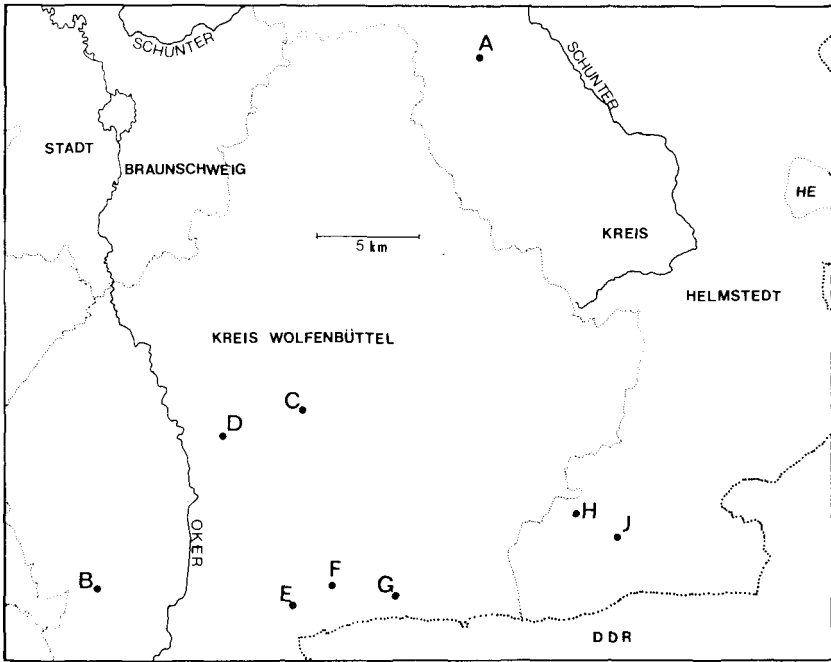 SCHUNTER
A
SCHUNTER
STADT
BRAUNSCHWEIG
HE
5 km
KREIS
HELMSTEDT
KREIS WOLFENBÜTTEL
C
D
H
J
OKER
B
E
F
G
DDR